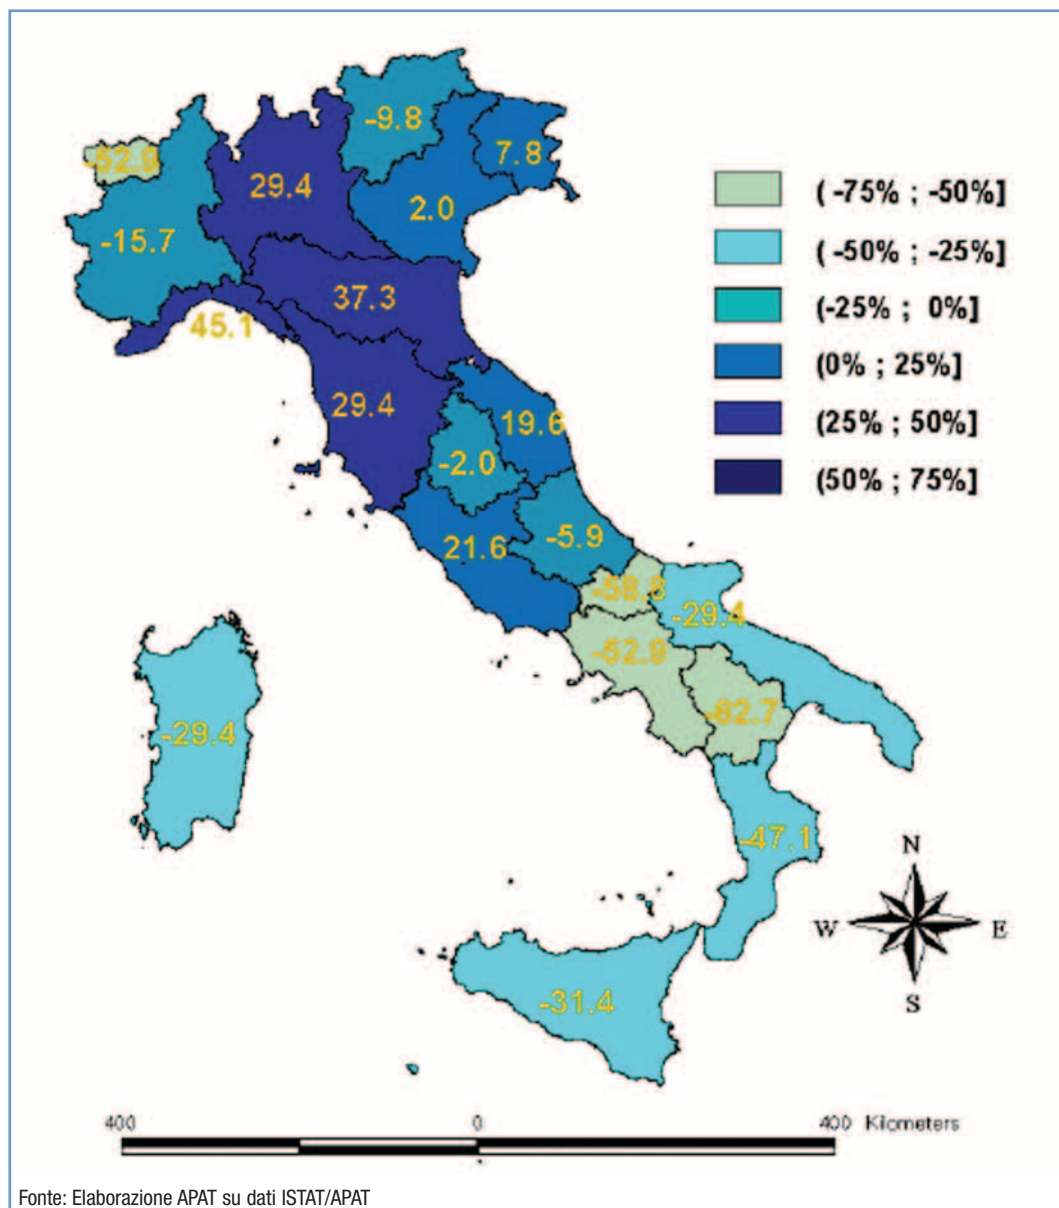 -9.8
7.8
-52.9
29.4
2.0
-15.7
37.3
45.1
29.4
19.6
-2.0
21.6
-5.9
-58.8
-29.4
-52.9
-62.7
-29.4
-47.1
-31.4
( -75% ; -50%]
( -50% ; -25%]
(-25% ; 0%]
(0% ; 25%]
(25% ; 50%]
(50% ; 75%]
N
W
E
S
400 0 400 Kilometers
Fonte: Elaborazione APAT su dati ISTAT/APAT